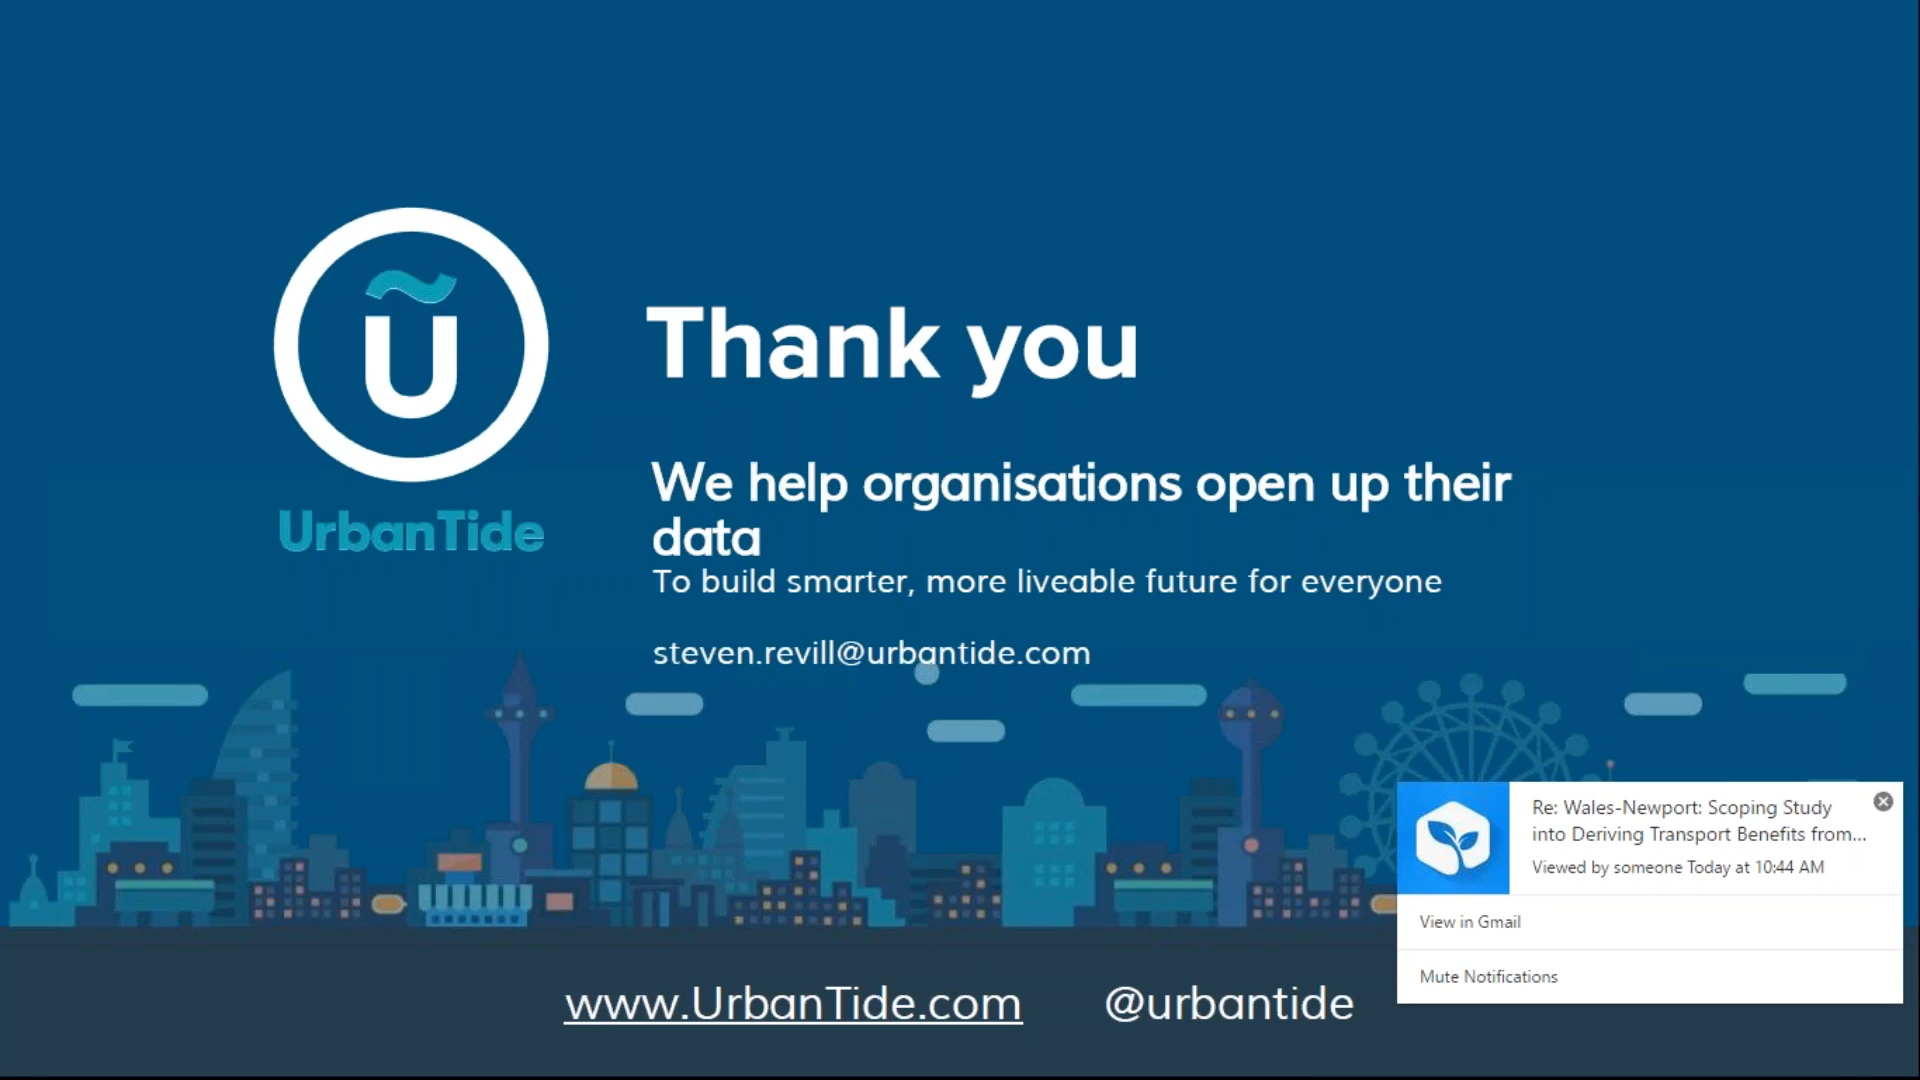 ũ
UrbanTide
Thank you
We help organisations open up their
data
To build smarter, more liveable future for everyone
steven.revill@urbantide.com
Re: Wales-Newport: Scoping Study
into Deriving Transport Benefits from...
Viewed by someone Today at 10:44 AM
View in Gmail
Mute Notifications
www.UrbanTide.com
@urbantide